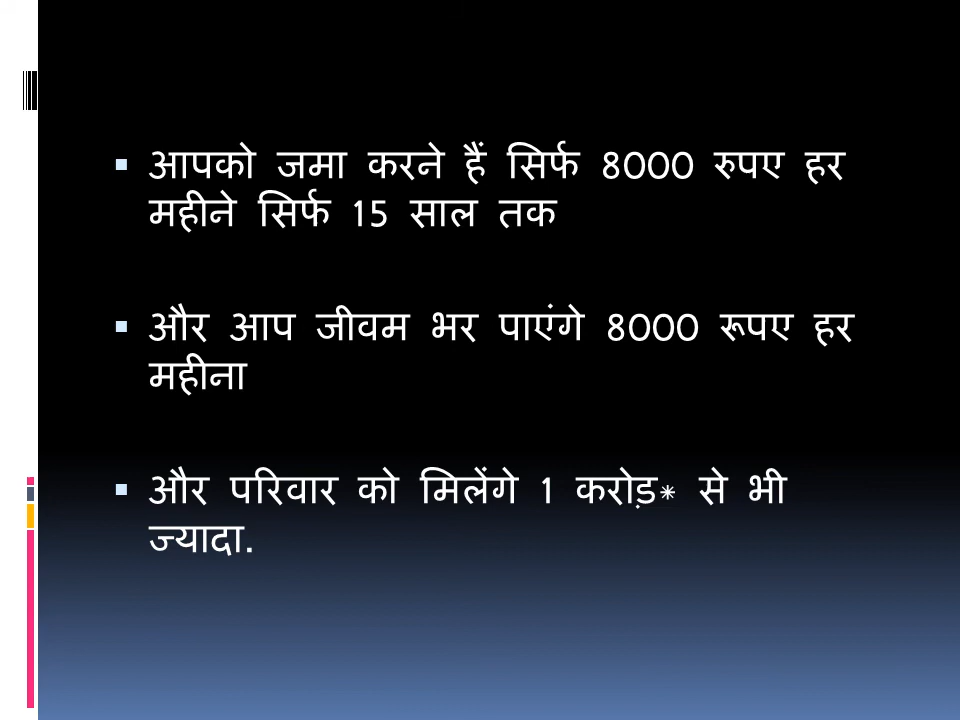 आपको जमा करने हैं सिर्फ 8000 रुपए हर
महीने सिर्फ 15 साल तक
और आप जीवम भर पाएंगे 8000 रूपए हर
महीना
और परिवार को मिलेंगे 1 करोड़* से भी
ज्यादा.